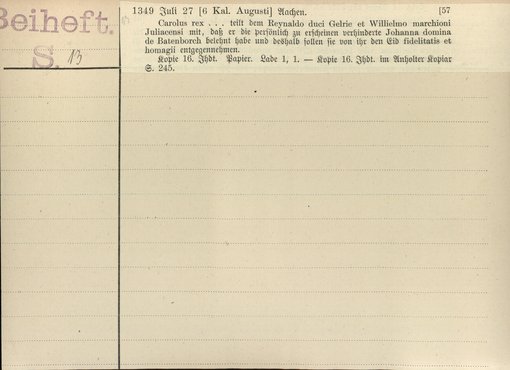 Beiheft.
S. 13
1349 Juli 27 [6 Kal. Augusti] Aachen. [57
Carolus rex . . . teilt dem Reynaldo duci Gelrie et Willielmo marchioni
Juliacensi mit, daß er die persönlich zu erscheinen verhinderte Johanna domina
de Batenborch belehnt habe und deshalb sollen sie von ihr den Eid fidelitatis et
homagii entgegennehmen.
Kopie 16. Jhdt. Papier. Lade 1, 1. — Kopie 16. Jhdt. im Anholter Kopiar
S. 245.